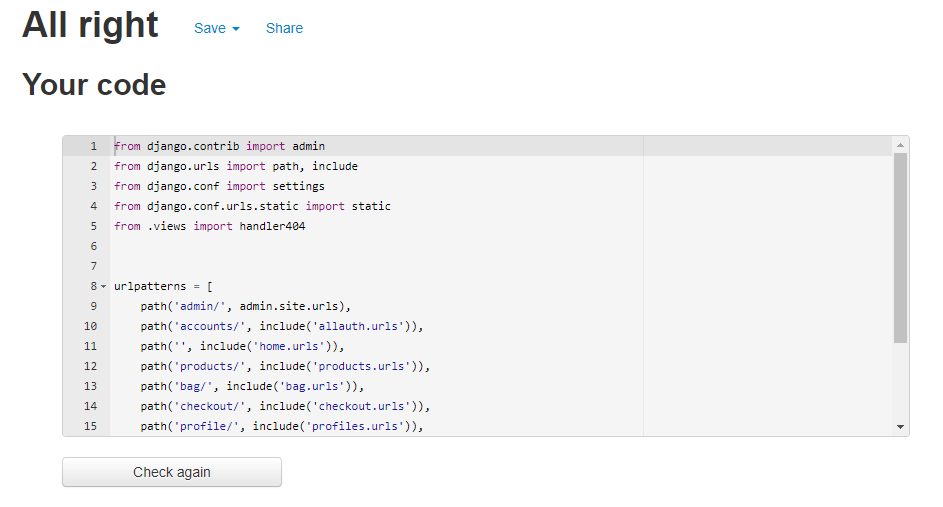 All right Save Share
Your code
1 from django.contrib import admin
2 from django.urls import path, include
3 from django.conf import settings
4 from django.conf.urls.static import static
5 from .views import handler404
6
7
8 urlpatterns = [
9     path('admin/', admin.site.urls),
10     path('accounts/', include('allauth.urls')),
11     path('', include('home.urls')),
12     path('products/', include('products.urls')),
13     path('bag/', include('bag.urls')),
14     path('checkout/', include('checkout.urls')),
15     path('profile/', include('profiles.urls')),
Check again